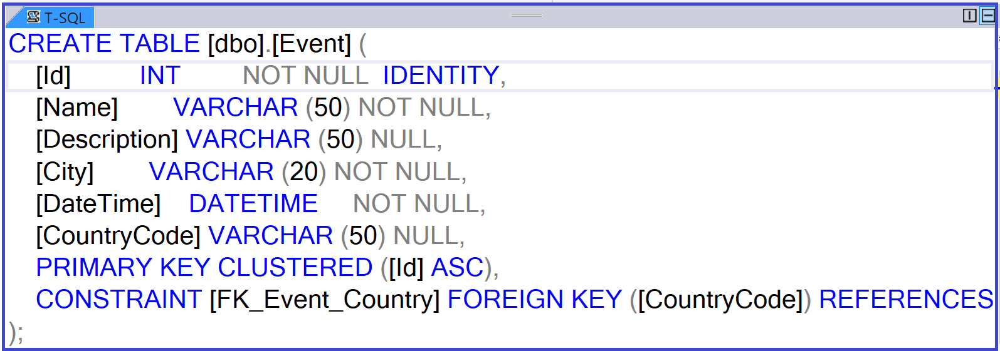 T-SQL
CREATE TABLE [dbo].[Event] (
[Id] INT NOT NULL IDENTITY,
[Name] VARCHAR (50) NOT NULL,
[Description] VARCHAR (50) NULL,
[City] VARCHAR (20) NOT NULL,
[DateTime] DATETIME NOT NULL,
[CountryCode] VARCHAR (50) NULL,
PRIMARY KEY CLUSTERED ([Id] ASC),
CONSTRAINT [FK_Event_Country] FOREIGN KEY ([CountryCode]) REFERENCES
);